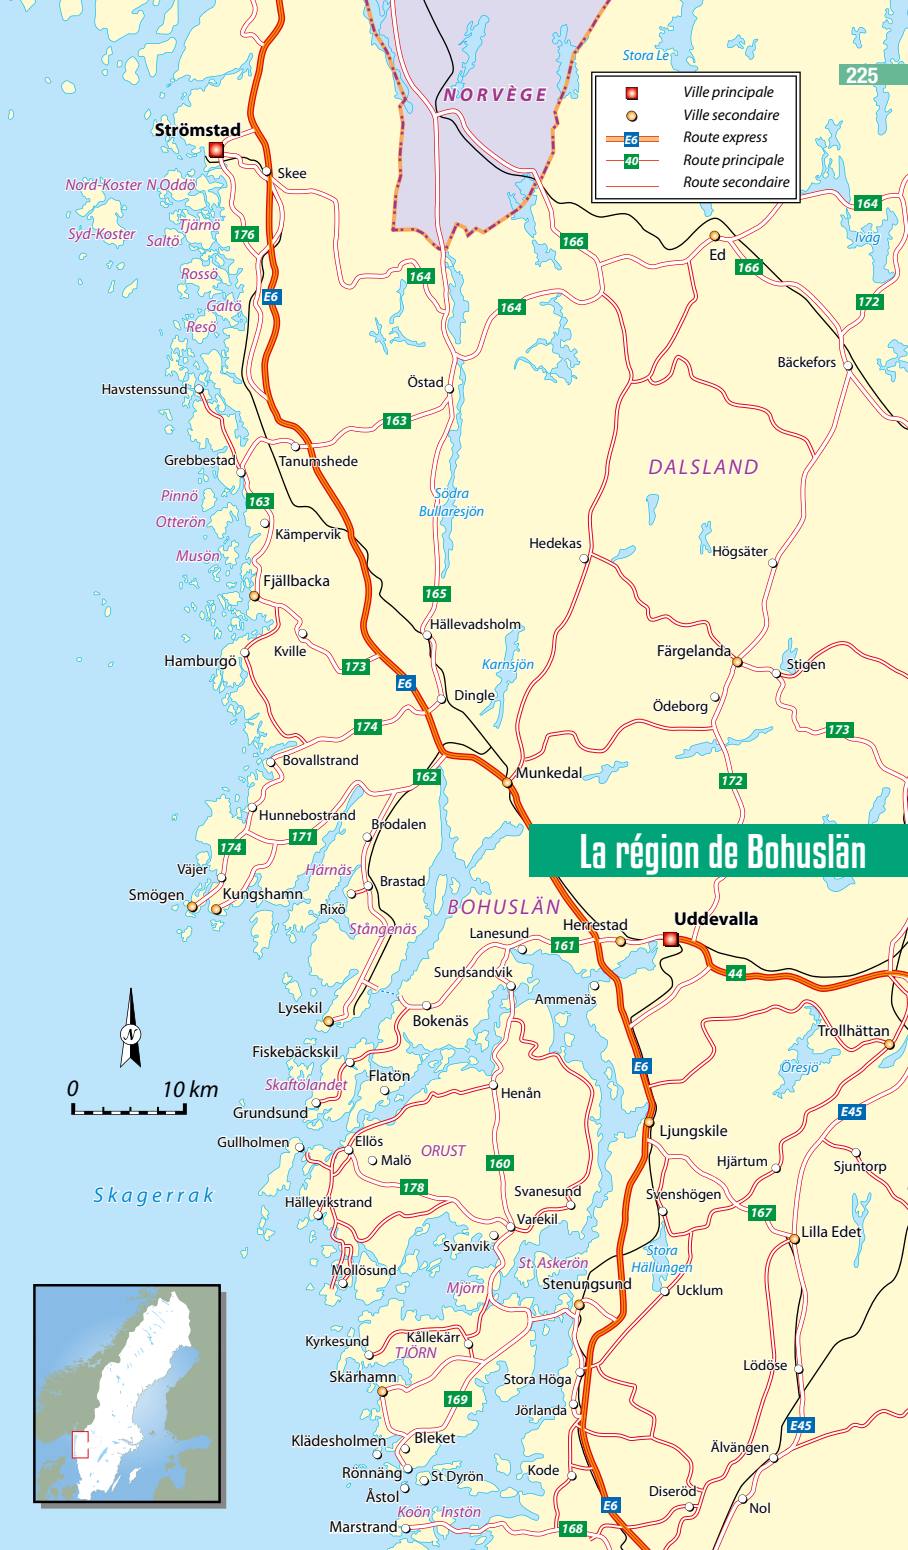 Stora Le
225
NORVÈGE
Ville principale
Ville secondaire
E6 Route express
40 Route principale
Route secondaire
Strömstad
Skee
Nord-Koster N Oddö
164
Syd-Koster
Saltö
Tjärnö
176
166
Iväg
Ed
166
Rossö
164
E6
Galtö
164
172
Resö
Bäckefors
Havstenssund
Östad
163
Grebbestad
Tanumshede
DALSLAND
Pinnö
163
Södra
Bullaresjön
Otterön
Kämpervik
Musön
Hedekas
Högsäter
Fjällbacka
165
Hällevadsholm
Kville
Hamburgö
173
Karnsjön
Färgelanda
Stigen
E6
Dingle
Ödeborg
174
173
Bovallstrand
162
Munkedal
172
Hunnebostrand
Brodalen
171
174
La région de Bohuslän
Väjer
Härnäs
Smögen
Kungshamn
Brastad
Rixö
BOHUSLÄN
Stångenäs
Lanesund
Herrestad
Uddevalla
161
Sundsandvik
44
Ammenäs
Lysekil
Bokenäs
N
Trollhättan
Fiskebäckskil
E6
Öresjö
0 10 km
Skaftölandet
Flatön
Henån
Grundsund
E45
Gullholmen
Ellös
ORUST
Ljungskile
Malö
160
Hjärtum
Sjuntorp
Skagerrak
178
Svanesund
Svenshögen
Hällevikstrand
Varekil
167
Svanvik
Lilla Edet
St. Askerön
Stora
Hällungen
Mollösund
Mjörn
Stenungsund
Ucklum
Kyrkesund
Kållekärr
TJÖRN
Skärhamn
Stora Höga
Lödöse
169
Jörlanda
E45
Klädesholmen
Bleket
Älvängen
Rönnäng
St Dyrön
Kode
Åstol
Diseröd
E6
Nol
Koön Instön
Marstrand
168